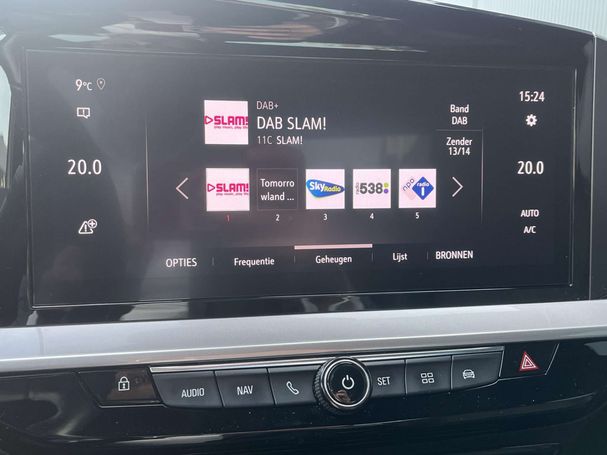 9°C
15:24
DAB+
DAB SLAM!
11C SLAM!
Band
DAB
Zender
13/14
20.0
20.0
SLAM!
SLAM!
Tomorro
wland ...
Sky Radio
radio 538
npo radio 1
1
2
3
4
5
AUTO
A/C
OPTIES
Frequentie
Geheugen
Lijst
BRONNEN
AUDIO
NAV
SET